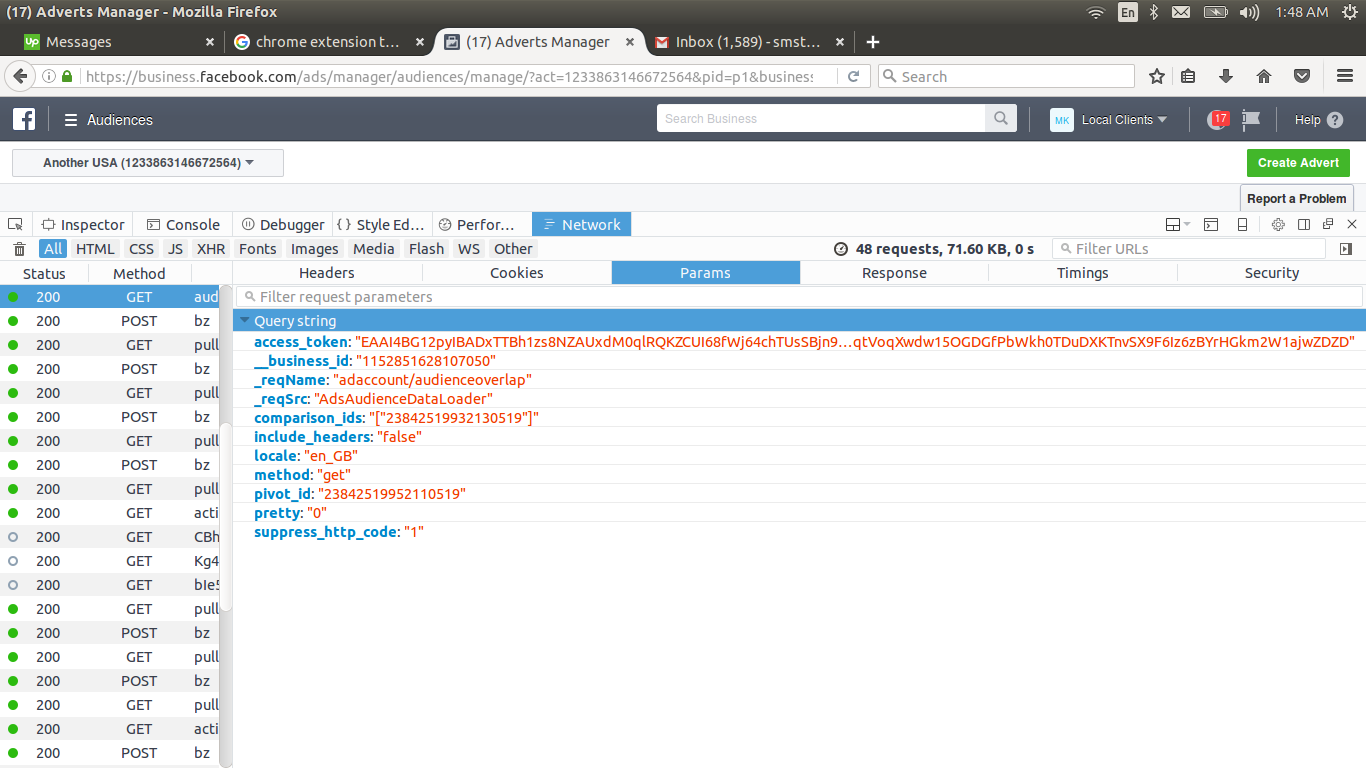 (17) Adverts Manager - Mozilla Firefox
En
1:48 AM
Up Messages
chrome extension t...
(17) Adverts Manager
Inbox (1,589) - smst...
https://business.facebook.com/ads/manager/audiences/manage/?act=1233863146672564&pid=p1&business
Search
Audiences
Search Business
MK Local Clients
17
Help ?
Another USA (1233863146672564)
Create Advert
Report a Problem
Inspector Console Debugger { } Style Ed... Perfor... Network
All HTML CSS JS XHR Fonts Images Media Flash WS Other
48 requests, 71.60 KB, 0 s
Filter URLs
Status Method
Headers Cookies Params Response Timings Security
200 GET aud
200 POST bz
200 GET pull
200 POST bz
200 GET pull
200 POST bz
200 GET pull
200 POST bz
200 GET pull
200 GET acti
200 GET CBh
200 GET Kg4
200 GET bIe5
200 GET pull
200 POST bz
200 GET pull
200 POST bz
200 GET pull
200 GET acti
200 POST bz
Filter request parameters
Query string
access_token: "EAAI4BG12pyIBADxTTBh1zs8NZAUxdM0qlRQKZCUI68fWj64chTUsSBjn9...qtVoqXwdw15OGDGfPbWkh0TDuDXKTnvSX9F6Iz6zBYrHGkm2W1ajwZDZD"
__business_id: "1152851628107050"
_reqName: "adaccount/audienceoverlap"
_reqSrc: "AdsAudienceDataLoader"
comparison_ids: "["23842519932130519"]"
include_headers: "false"
locale: "en_GB"
method: "get"
pivot_id: "23842519952110519"
pretty: "0"
suppress_http_code: "1"